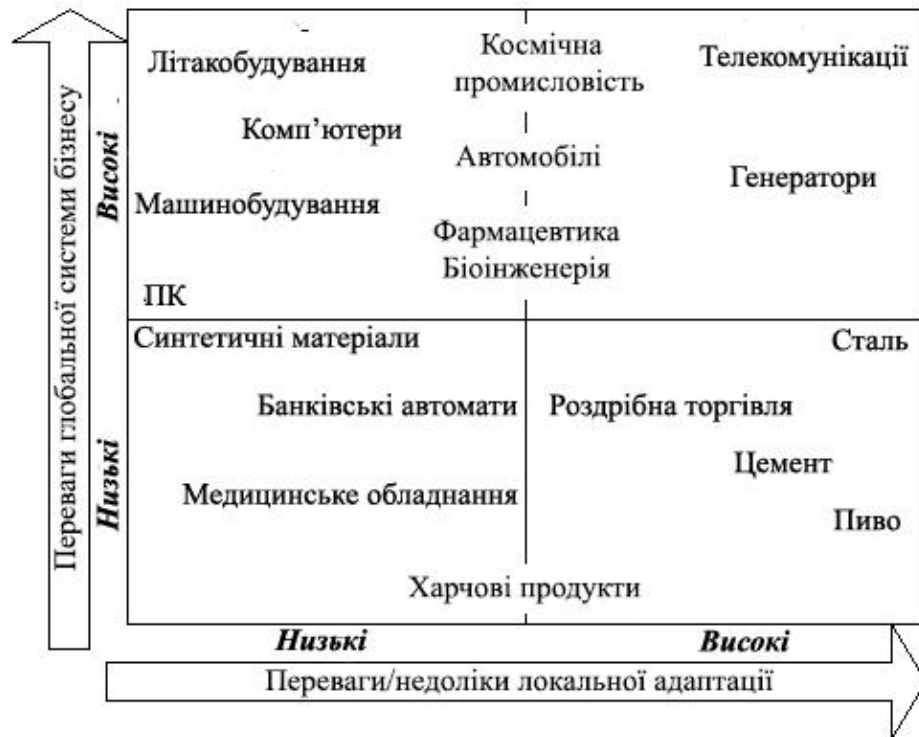 Переваги глобальної системи бізнесу
Високі
Низькі
Літакобудування
Космічна
промисловість
Телекомунікації
Комп’ютери
Автомобілі
Генератори
Машинобудування
Фармацевтика
Біоінженерія
ПК
Синтетичні матеріали
Сталь
Банківські автомати
Роздрібна торгівля
Цемент
Медицинське обладнання
Пиво
Харчові продукти
Низькі
Високі
Переваги/недоліки локальної адаптації